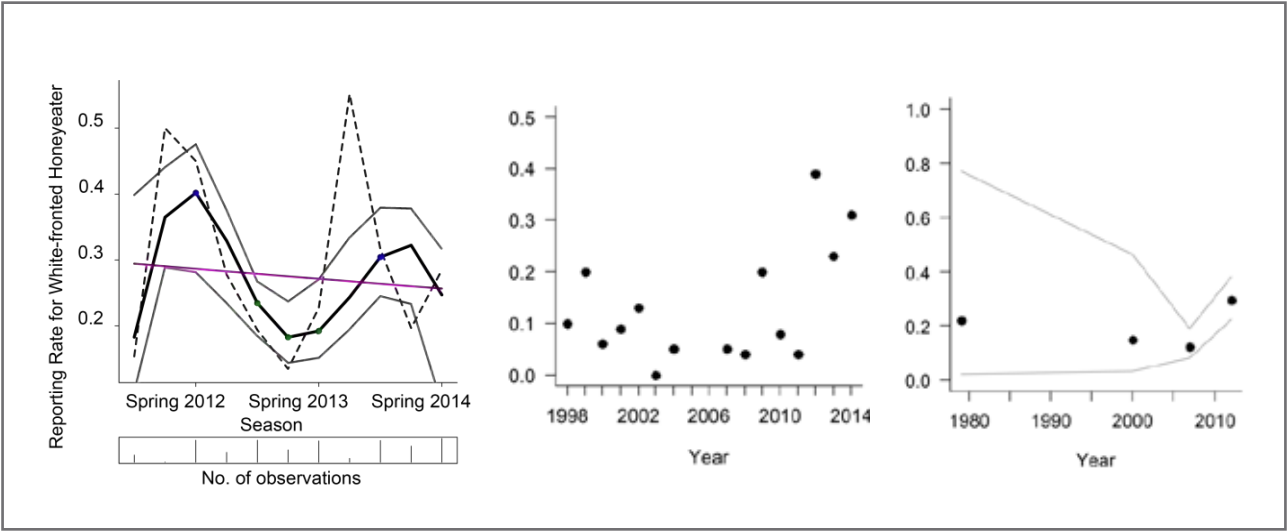 Reporting Rate for White-fronted Honeyeater
0.5
0.4
0.3
0.2
Spring 2012 Spring 2013 Spring 2014
Season
No. of observations
0.5
0.4
0.3
0.2
0.1
0.0
1998 2002 2006 2010 2014
Year
1.0
0.8
0.6
0.4
0.2
0.0
1980 1990 2000 2010
Year